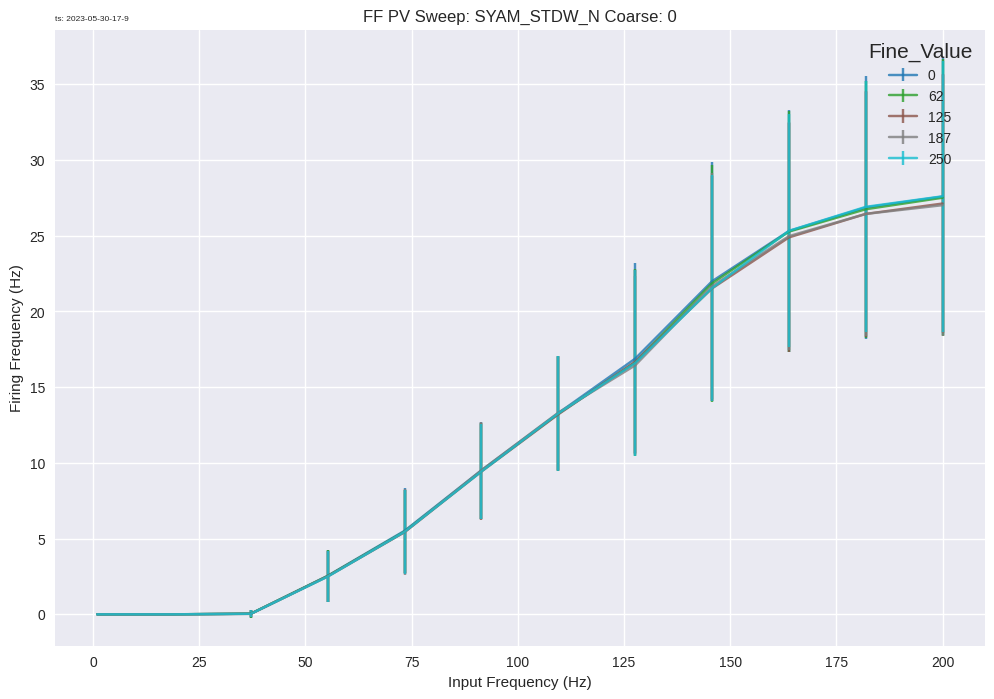 ts: 2023-05-30-17-9
FF PV Sweep: SYAM_STDW_N Coarse: 0
Fine_Value
0
62
125
187
250
35
30
25
20
15
10
5
0
Firing Frequency (Hz)
0 25 50 75 100 125 150 175 200
Input Frequency (Hz)